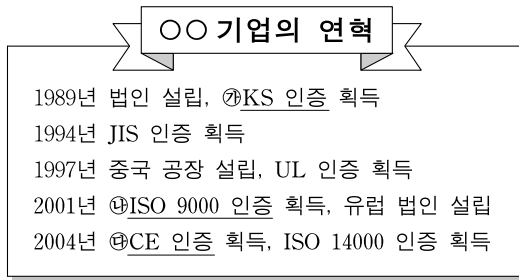 ○○ 기업의 연혁
1989년 법인 설립, ㉮KS 인증 획득
1994년 JIS 인증 획득
1997년 중국 공장 설립, UL 인증 획득
2001년 ㉯ISO 9000 인증 획득, 유럽 법인 설립
2004년 ㉰CE 인증 획득, ISO 14000 인증 획득